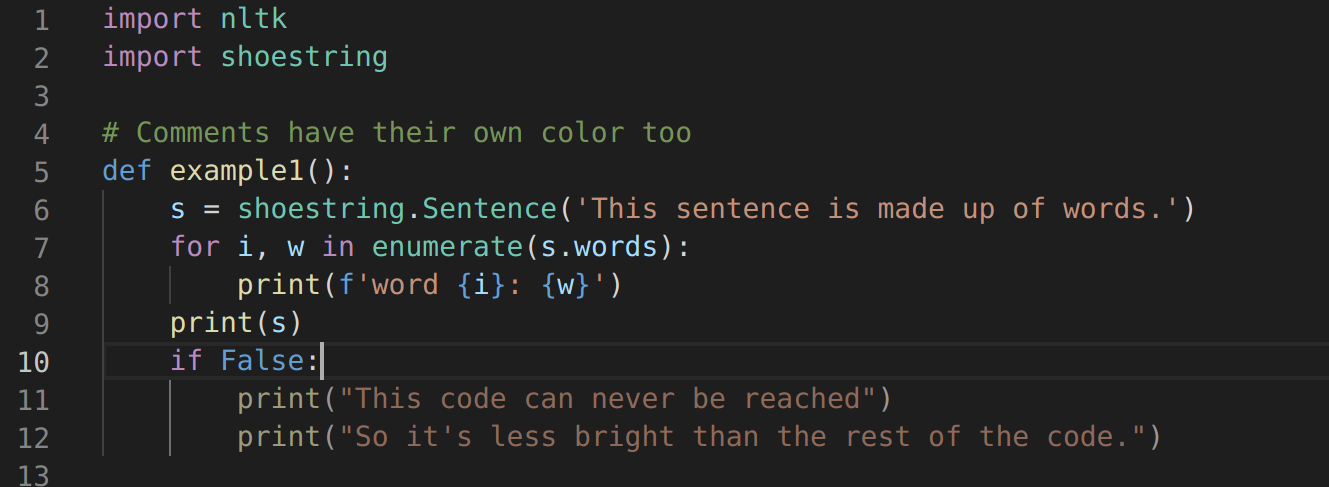 1 import nltk
2 import shoestring
3
4 # Comments have their own color too
5 def example1():
6     s = shoestring.Sentence('This sentence is made up of words.')
7     for i, w in enumerate(s.words):
8         print(f'word {i}: {w}')
9     print(s)
10     if False:
11         print("This code can never be reached")
12         print("So it's less bright than the rest of the code.")
13